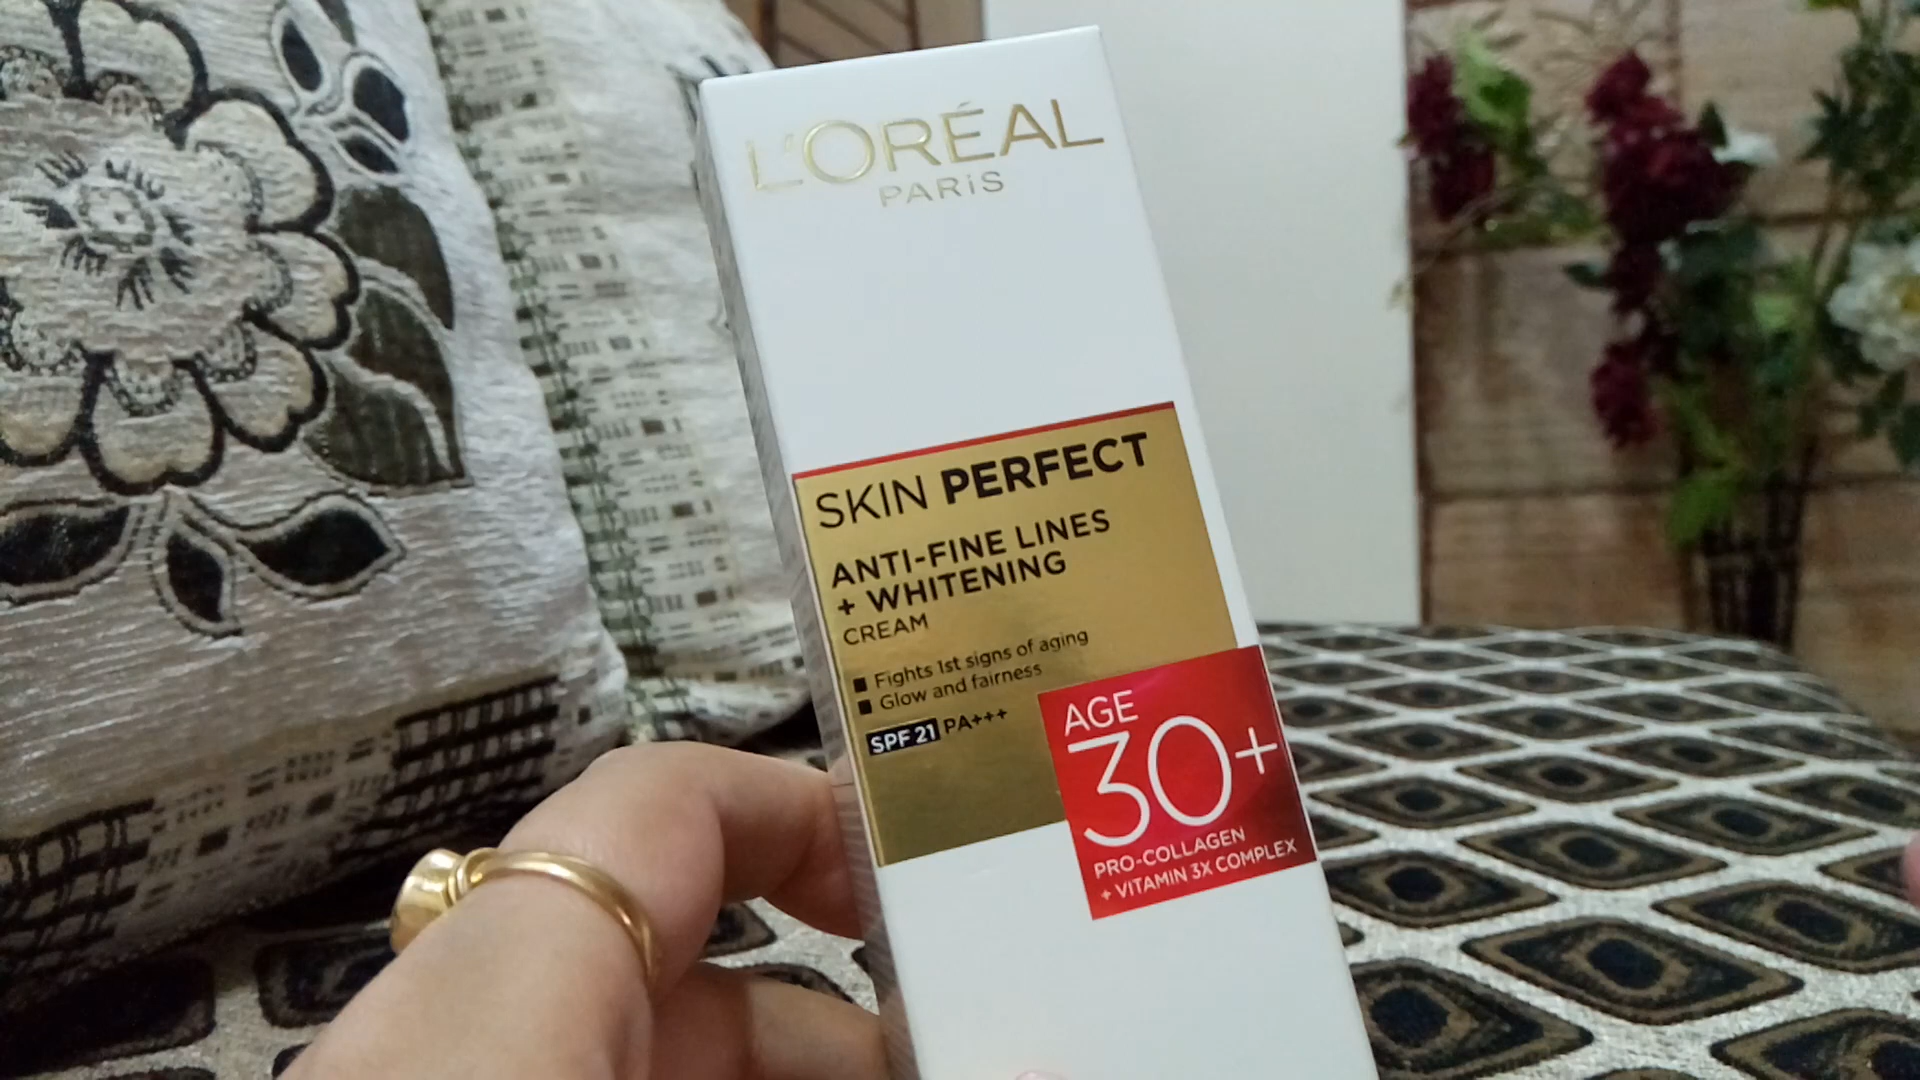 L'ORÉAL
PARiS
SKIN PERFECT
ANTI-FINE LINES
+ WHITENING
CREAM
■ Fights 1st signs of aging
■ Glow and fairness
SPF 21 PA+++
AGE
30+
PRO-COLLAGEN
+ VITAMIN 3X COMPLEX